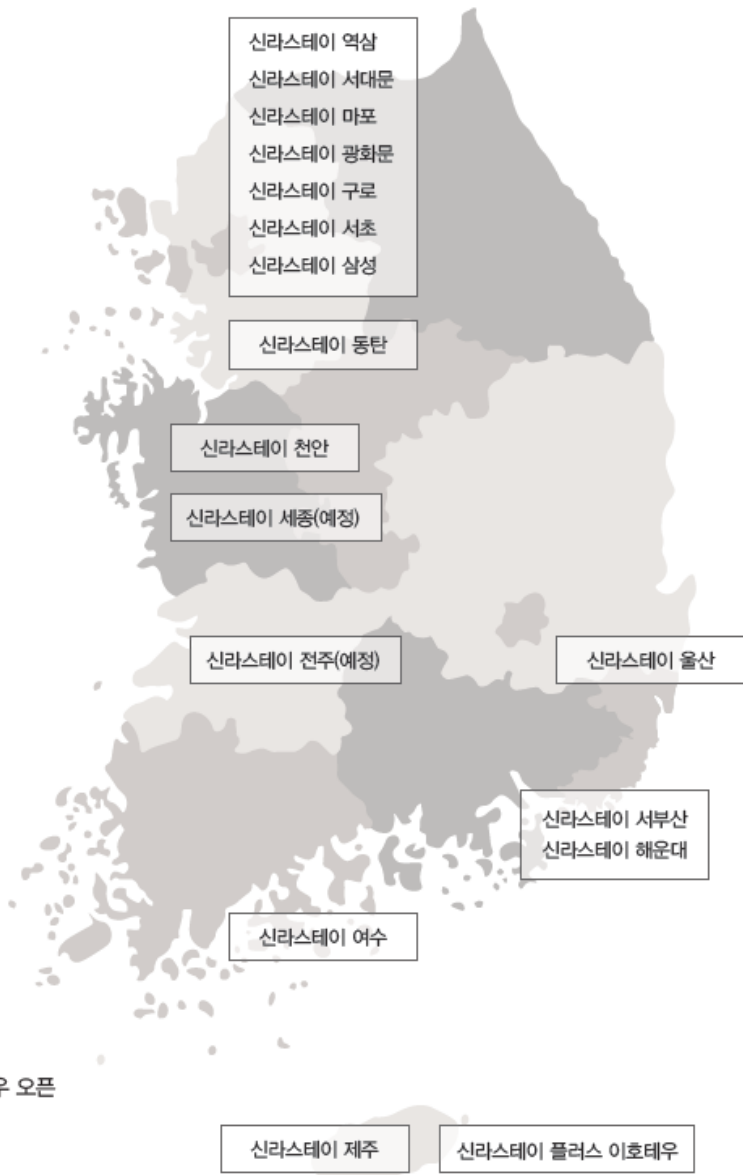 신라스테이 역삼
신라스테이 서대문
신라스테이 마포
신라스테이 광화문
신라스테이 구로
신라스테이 서초
신라스테이 삼성
신라스테이 동탄
신라스테이 천안
신라스테이 세종(예정)
신라스테이 전주(예정)
신라스테이 울산
신라스테이 서부산
신라스테이 해운대
신라스테이 여수
우 오픈
신라스테이 제주
신라스테이 플러스 이호테우